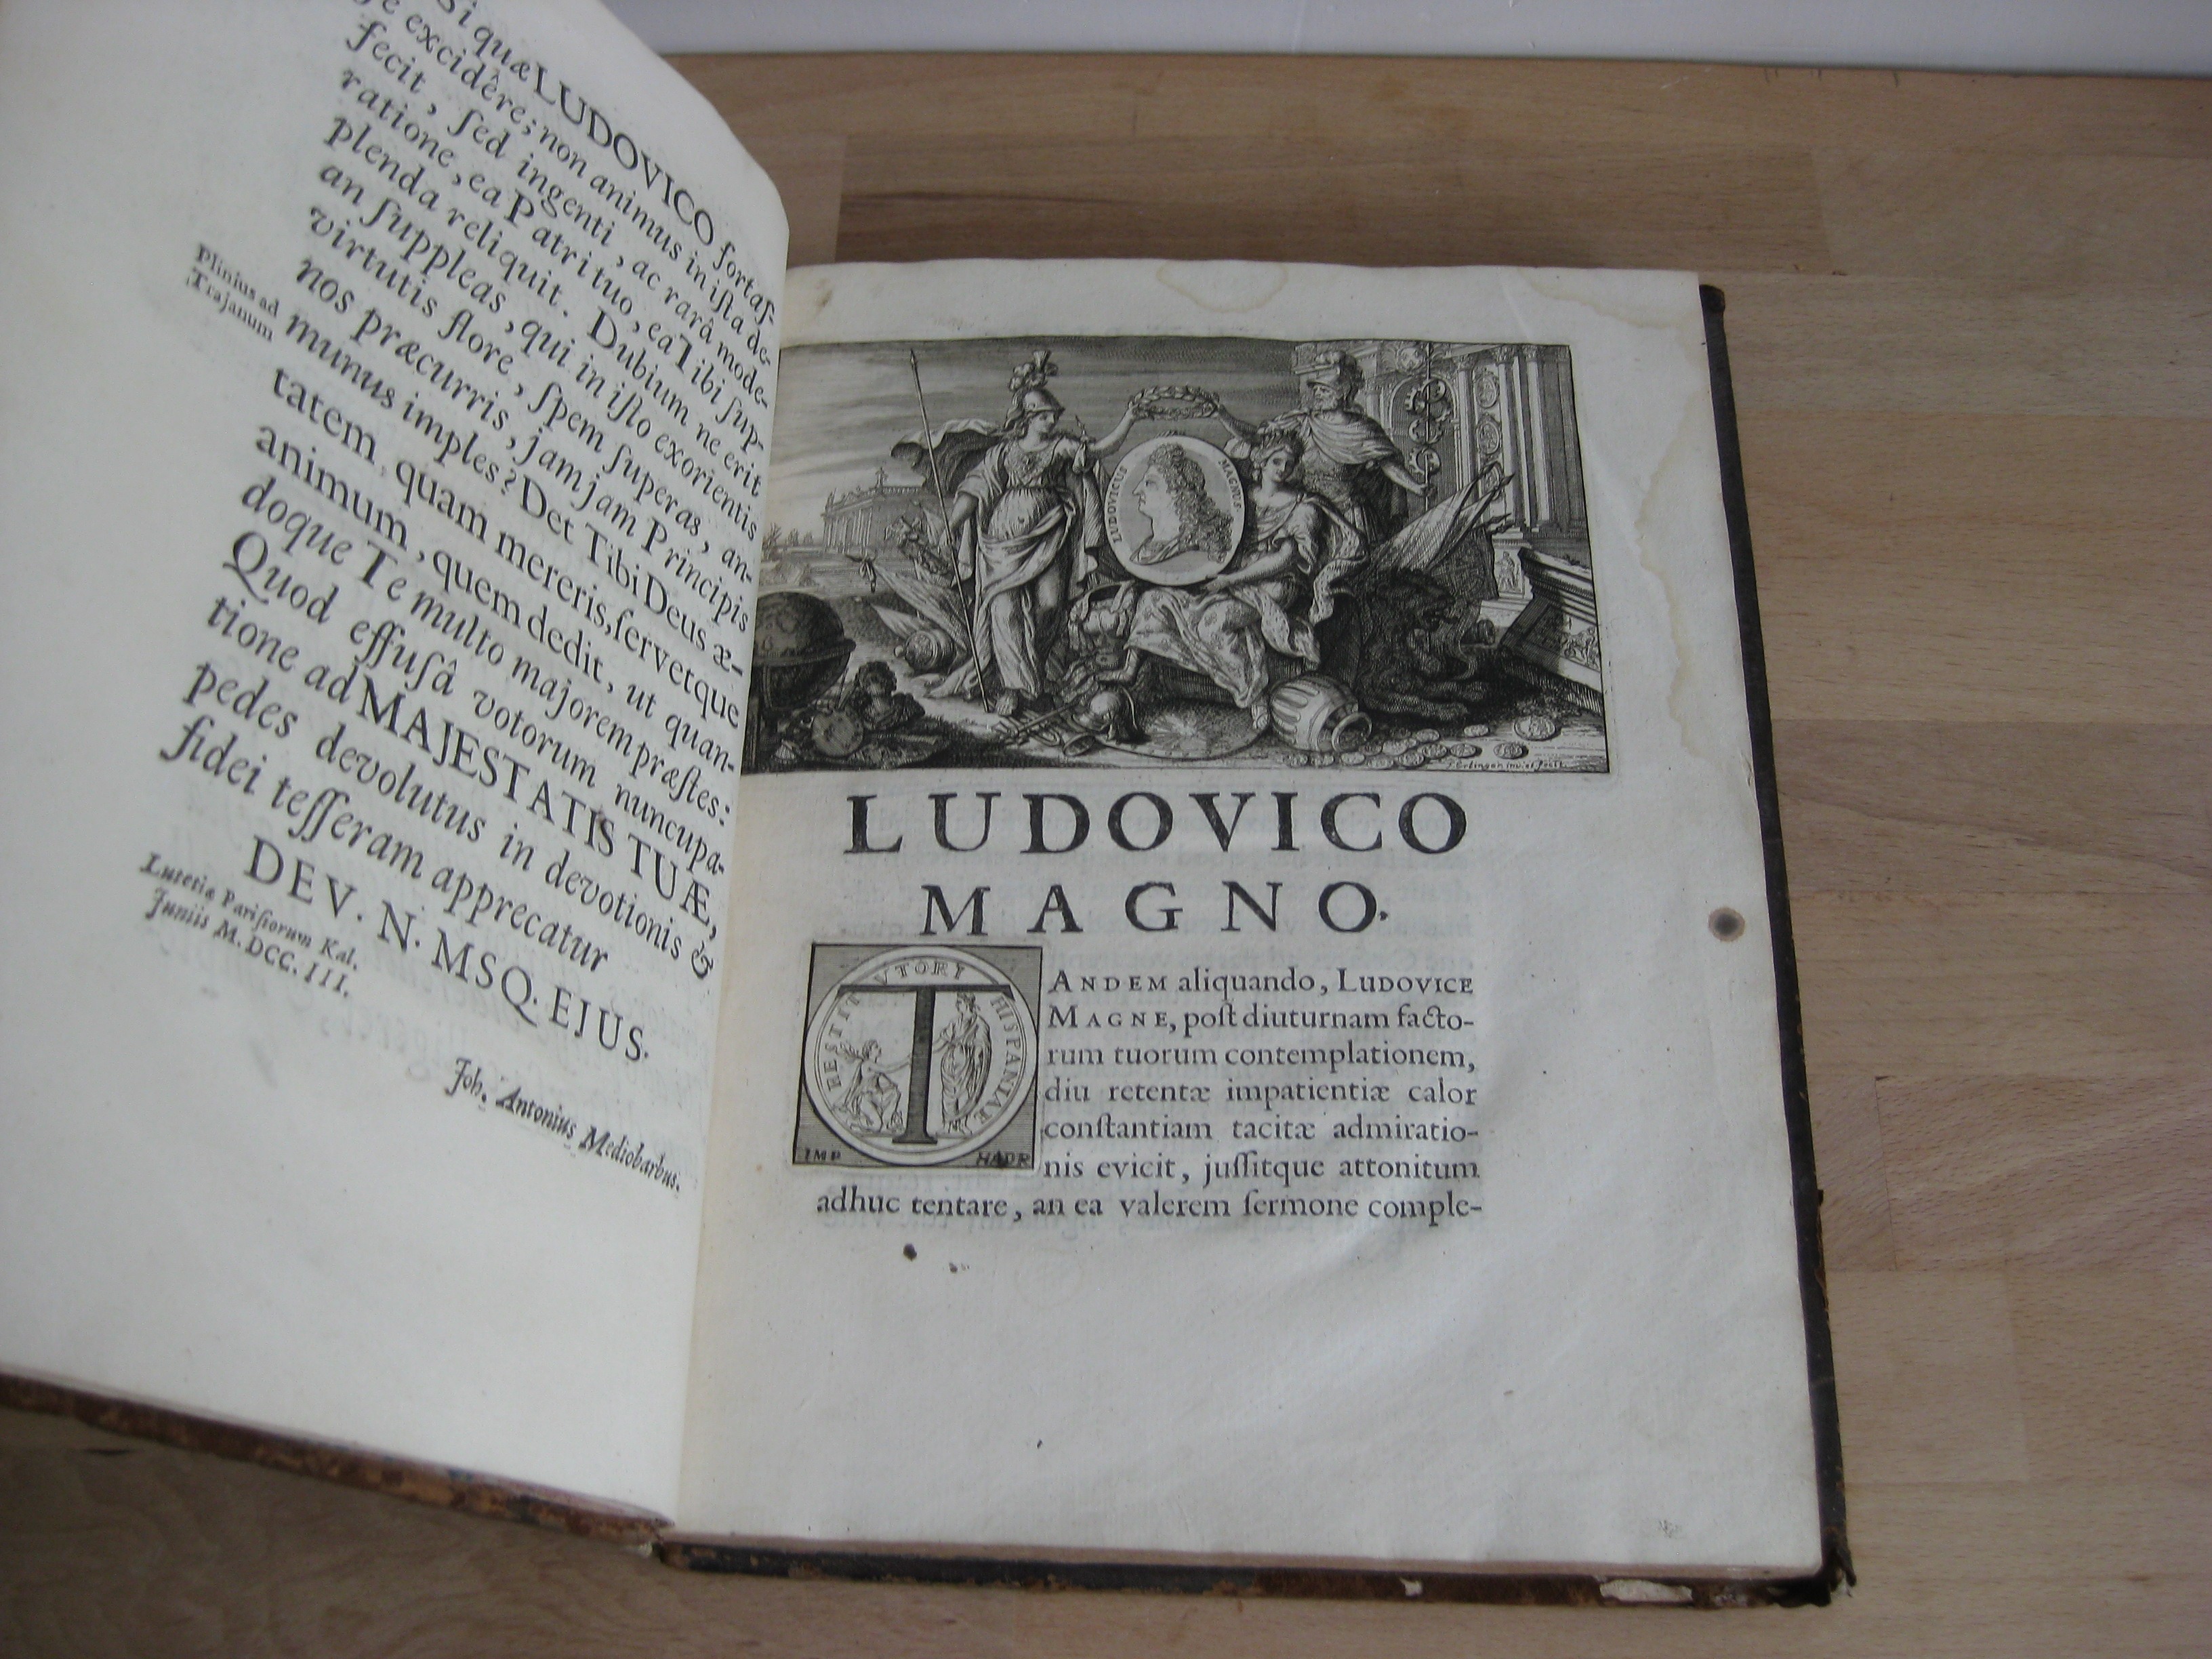 Si quæ LUDOVICO fortaſ-
ſe excidêre; non animus in iſta de-
fecit, ſed ingenti, ac rarâ mode-
ratione, ea Patri tuo, ea Tibi ſup-
plenda reliquit. Dubium ne erit
an ſuppleas, qui in iſto exorientis
virtutis flore, ſpem ſuperas, an-
nos præcurris, jam jam Principis
Plinius ad
Trajanum
munus imples? Det Tibi Deus æ-
tatem, quam mereris, ſervetque
animum, quem dedit, ut quan-
doque Te multo majorem præſtes:
Quod effuſâ votorum nuncupa-
tione ad MAJESTATIS TUÆ,
pedes devolutus in devotionis &
fidei teſſeram apprecatur
DEV. N. MSQ. EJUS.
Lutetiæ Pariſiorum Kal.
Juniis M. DCC. III.
Joh. Antonius Mediobarbus.
LUDOVICUS MAGNUS
LUDOVICO
MAGNO.
RESTITVTORI HISPANIAE
IMP HADR
T
ANDEM aliquando, LUDOVICE
MAGNE, poſt diuturnam facto-
rum tuorum contemplationem,
diu retentæ impatientiæ calor
conſtantiam tacitæ admiratio-
nis evicit, juſſitque attonitum
adhuc tentare, an ea valerem ſermone comple-